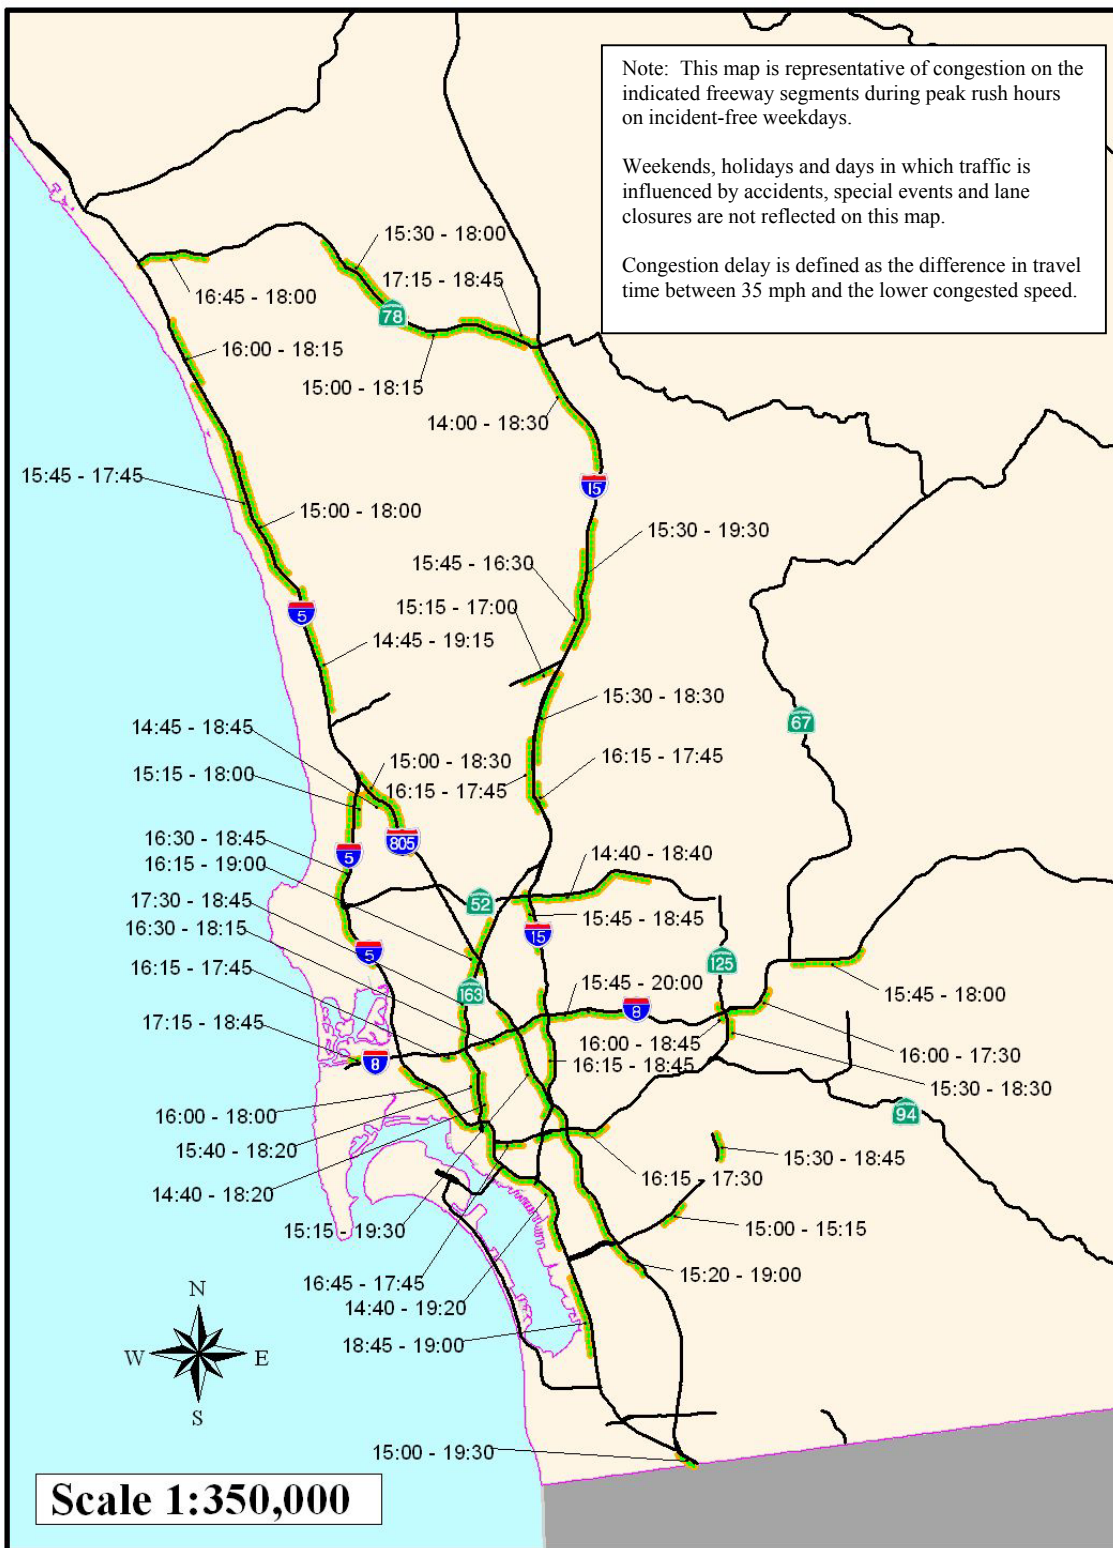 Note: This map is representative of congestion on the
indicated freeway segments during peak rush hours
on incident-free weekdays.
Weekends, holidays and days in which traffic is
influenced by accidents, special events and lane
closures are not reflected on this map.
Congestion delay is defined as the difference in travel
time between 35 mph and the lower congested speed.
15:30 - 18:00
17:15 - 18:45
16:45 - 18:00
78
16:00 - 18:15
15:00 - 18:15
14:00 - 18:30
15:45 - 17:45
15
15:00 - 18:00
15:30 - 19:30
15:45 - 16:30
15:15 - 17:00
5
14:45 - 19:15
15:30 - 18:30
67
14:45 - 18:45
15:00 - 18:30
16:15 - 17:45
15:15 - 18:00
16:15 - 17:45
16:30 - 18:45
805
5
14:40 - 18:40
16:15 - 19:00
17:30 - 18:45
52
15:45 - 18:45
16:30 - 18:15
15
5
125
16:15 - 17:45
163
15:45 - 20:00
15:45 - 18:00
17:15 - 18:45
8
8
16:00 - 18:45
16:00 - 17:30
16:15 - 18:45
15:30 - 18:30
16:00 - 18:00
94
15:40 - 18:20
15:30 - 18:45
14:40 - 18:20
16:15 - 17:30
15:15 - 19:30
15:00 - 15:15
16:45 - 17:45
15:20 - 19:00
14:40 - 19:20
18:45 - 19:00
N
W
E
S
15:00 - 19:30
Scale 1:350,000